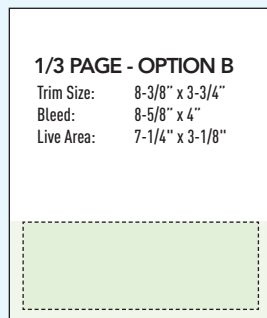 1/3 PAGE - OPTION B
Trim Size: 8-3/8” x 3-3/4”
Bleed: 8-5/8” x 4”
Live Area: 7-1/4" x 3-1/8"